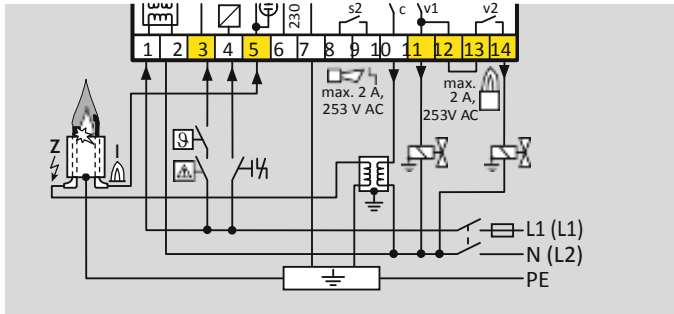 230
s2
c
v1
v2
1 2 3 4 5 6 7 8 9 10 11 12 13 14
max. 2 A,
253 V AC
max.
2 A,
253V AC
ϑ
Z
I
L1 (L1)
N (L2)
PE